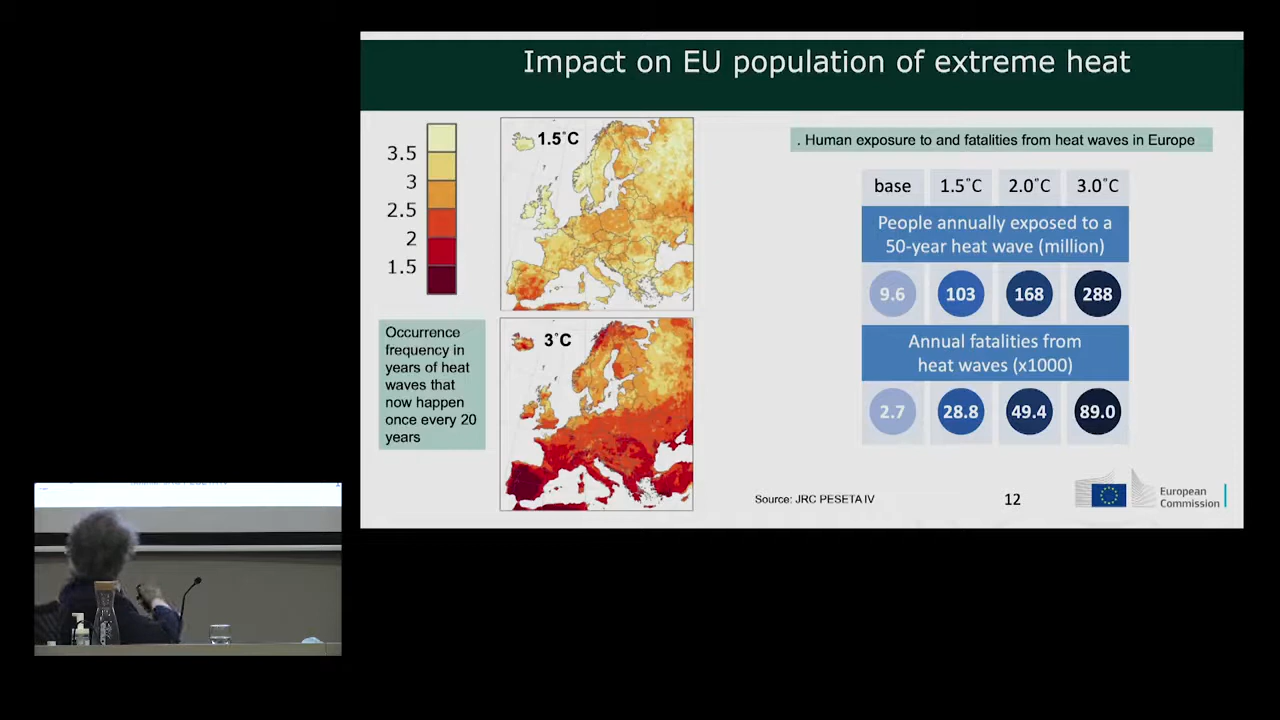 Impact on EU population of extreme heat
3.5
3
2.5
2
1.5
1.5°C
3°C
Occurrence
frequency in
years of heat
waves that
now happen
once every 20
years
. Human exposure to and fatalities from heat waves in Europe
base 1.5°C 2.0°C 3.0°C
People annually exposed to a
50-year heat wave (million)
9.6 103 168 288
Annual fatalities from
heat waves (x1000)
2.7 28.8 49.4 89.0
Source: JRC PESETA IV
12
European
Commission